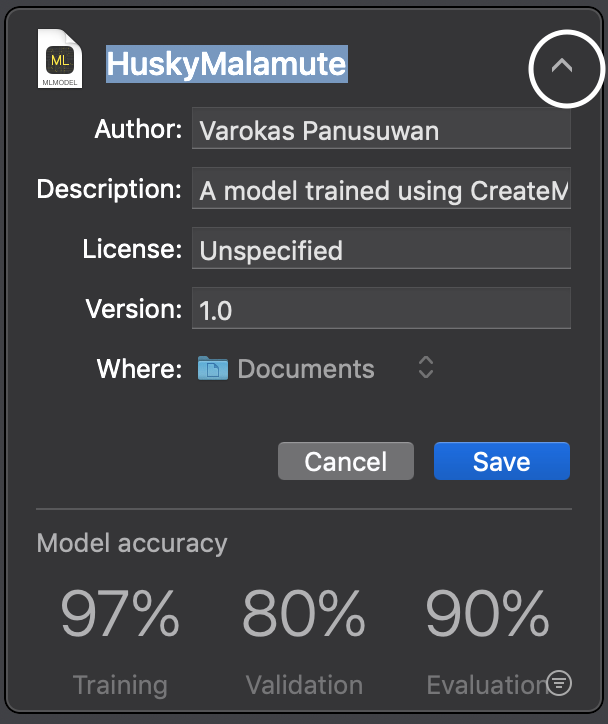 ML
MLMODEL
HuskyMalamute
Author: Varokas Panusuwan
Description: A model trained using CreateM
License: Unspecified
Version: 1.0
Where: Documents
Cancel Save
Model accuracy
97% 80% 90%
Training Validation Evaluation